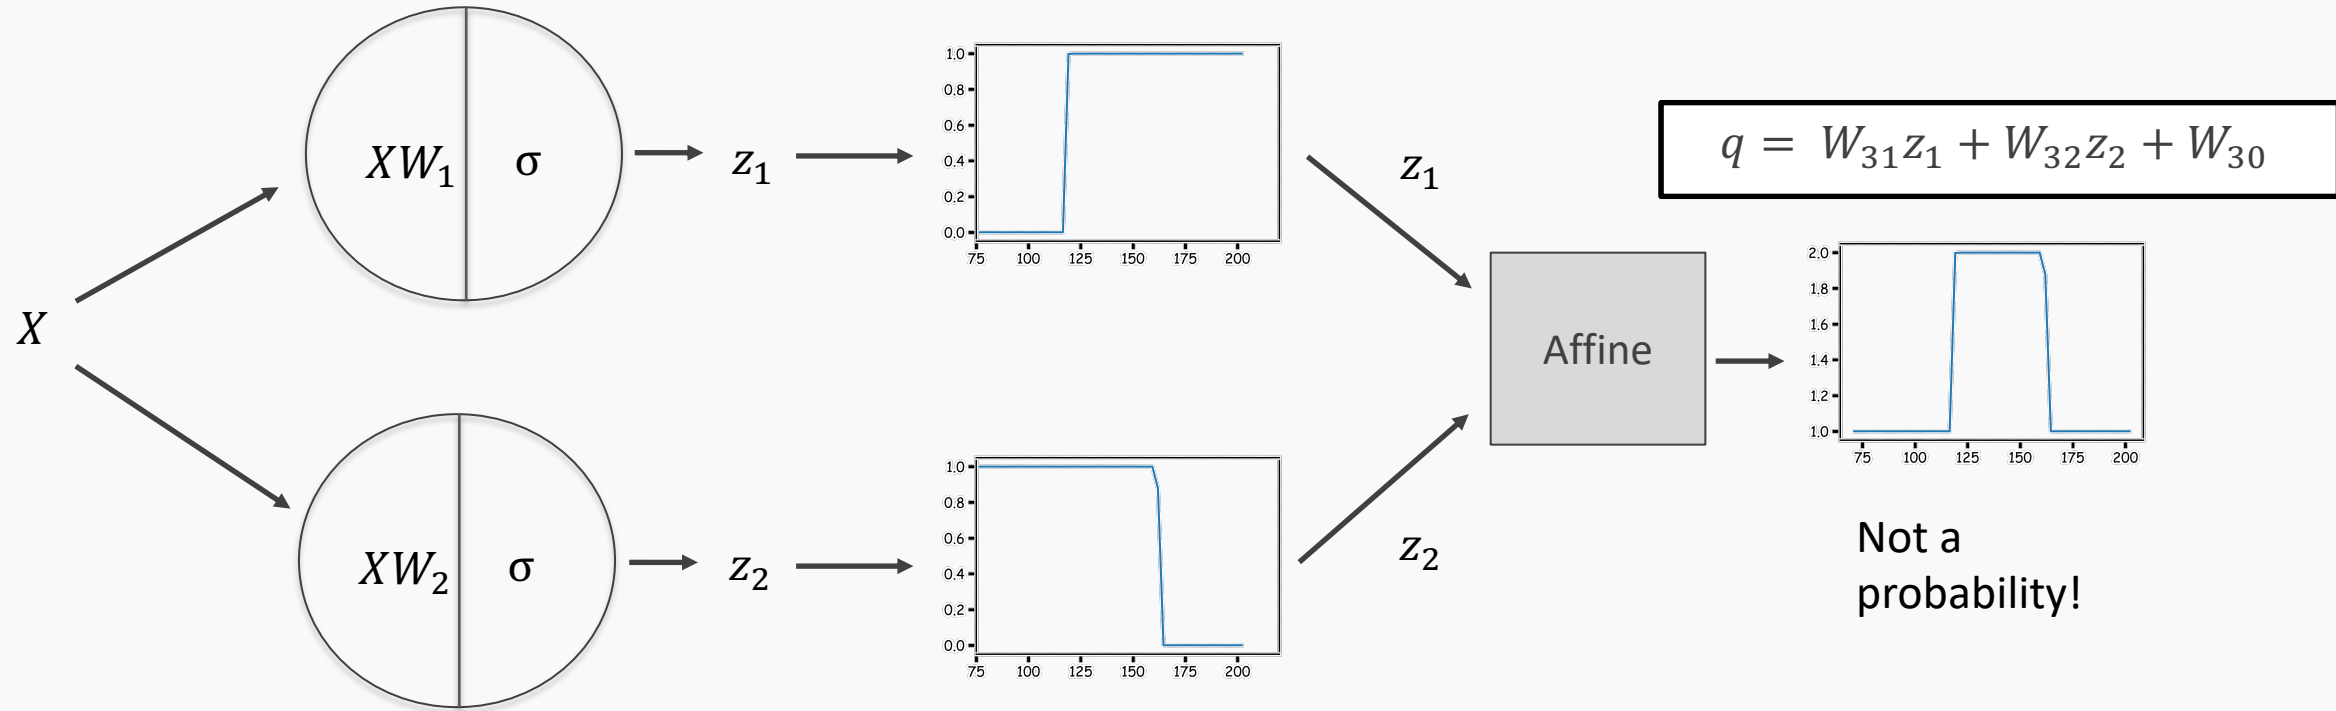 X
XW₁ σ
z₁
1.0
0.8
0.6
0.4
0.2
0.0
75 100 125 150 175 200
z₁
q = W₃₁z₁ + W₃₂z₂ + W₃₀
Affine
2.0
1.8
1.6
1.4
1.2
1.0
75 100 125 150 175 200
Not a
probability!
XW₂ σ
z₂
1.0
0.8
0.6
0.4
0.2
0.0
75 100 125 150 175 200
z₂